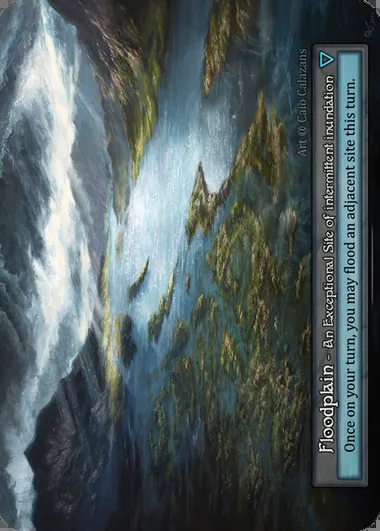 Art @ Caio Calazans
Floodplain ~ An Exceptional Site of intermittent inundation
Once on your turn, you may flood an adjacent site this turn.